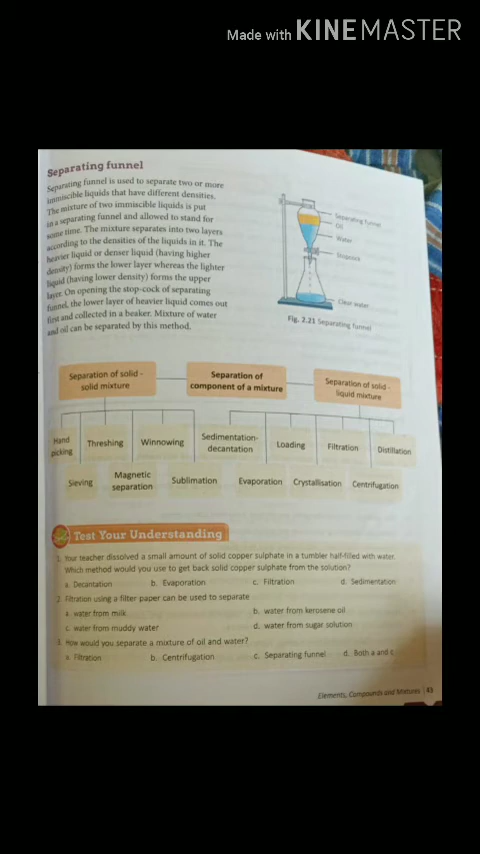 Made with KINEMASTER
Separating funnel
Separating funnel is used to separate two or more
immiscible liquids that have different densities.
The mixture of two immiscible liquids is put
in a separating funnel and allowed to stand for
some time. The mixture separates into two layers
according to the densities of the liquids in it. The
heavier liquid or denser liquid (having higher
density) forms the lower layer whereas the lighter
liquid (having lower density) forms the upper
layer. On opening the stop-cock of separating
funnel, the lower layer of heavier liquid comes out
first and collected in a beaker. Mixture of water
and oil can be separated by this method.
Separating funnel
Water
Stopcock
Clean water
Fig. 2.21 Separating funnel
Separation of solid -
solid mixture
Separation of
component of a mixture
Separation of solid -
liquid mixture
Hand
picking
Threshing
Winnowing
Sedimentation-
decantation
Loading
Filtration
Distillation
Sieving
Magnetic
separation
Sublimation
Evaporation
Crystallisation
Centrifugation
Test Your Understanding
1. Your teacher dissolved a small amount of solid copper sulphate in a tumbler half-filled with water.
Which method would you use to get back solid copper sulphate from the solution?
a. Decantation b. Evaporation c. Filtration d. Sedimentation
2. Filtration using a filter paper can be used to separate
a. water from milk b. water from kerosene oil
c. water from muddy water d. water from sugar solution
3. How would you separate a mixture of oil and water?
a. Filtration b. Centrifugation c. Separating funnel d. Both a and c
Elements, Compounds and Mixtures | 43